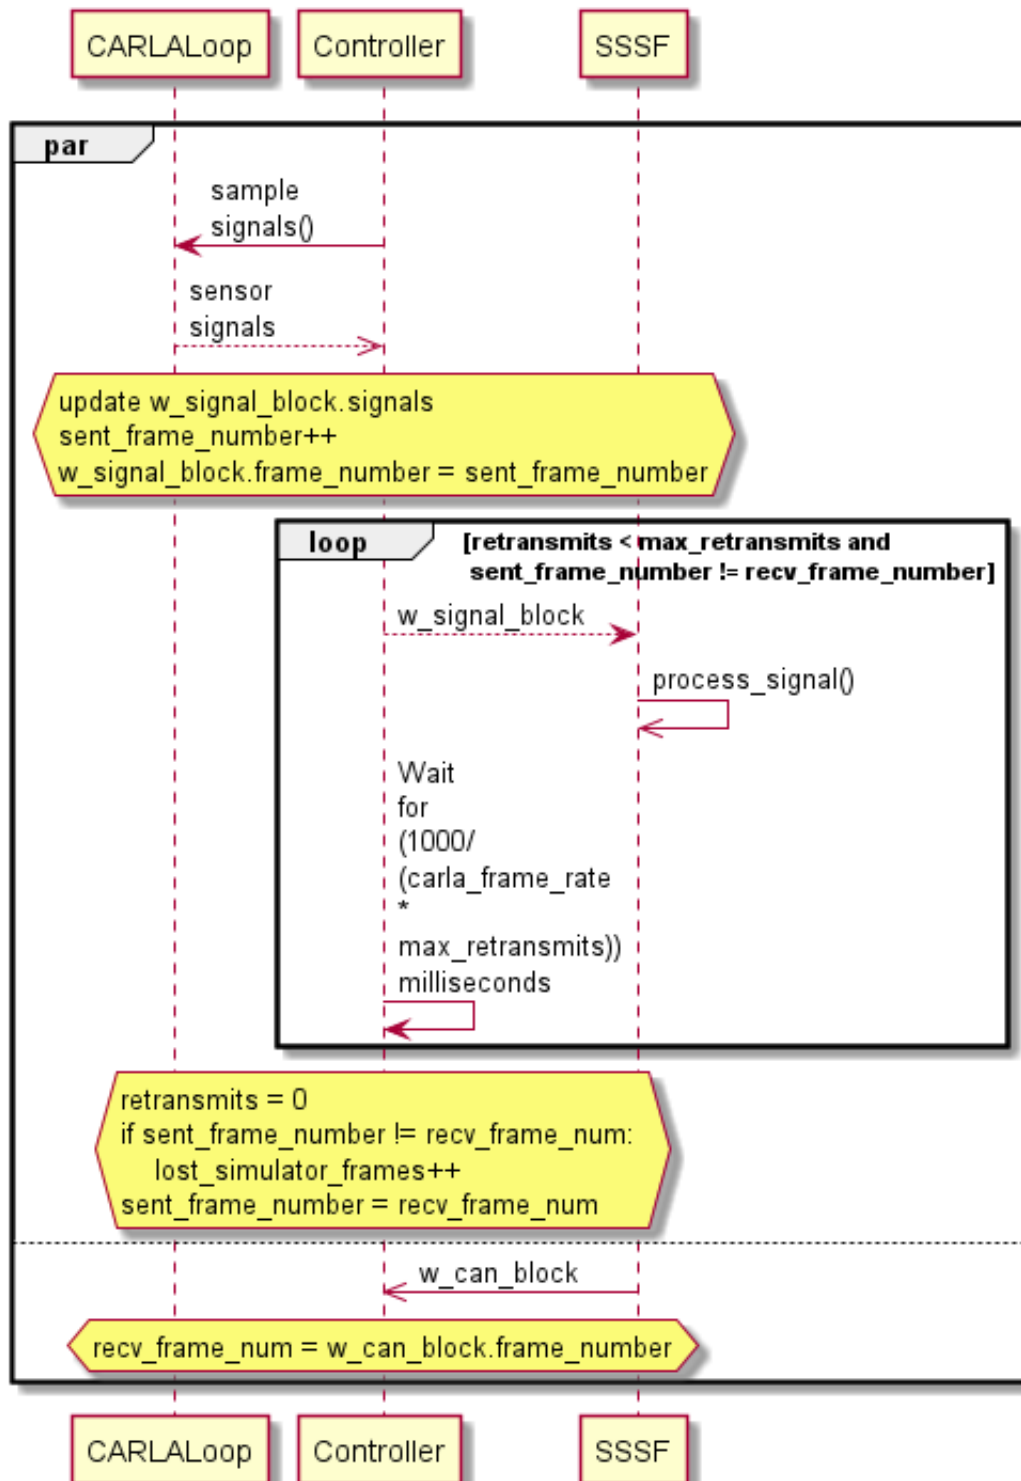 CARLALoop Controller SSSF
par
sample
signals()
sensor
signals
update w_signal_block.signals
sent_frame_number++
w_signal_block.frame_number = sent_frame_number
loop [retransmits < max_retransmits and
sent_frame_number != recv_frame_number]
w_signal_block
process_signal()
Wait
for
(1000/
(carla_frame_rate
*
max_retransmits))
milliseconds
retransmits = 0
if sent_frame_number != recv_frame_num:
lost_simulator_frames++
sent_frame_number = recv_frame_num
w_can_block
recv_frame_num = w_can_block.frame_number
CARLALoop Controller SSSF